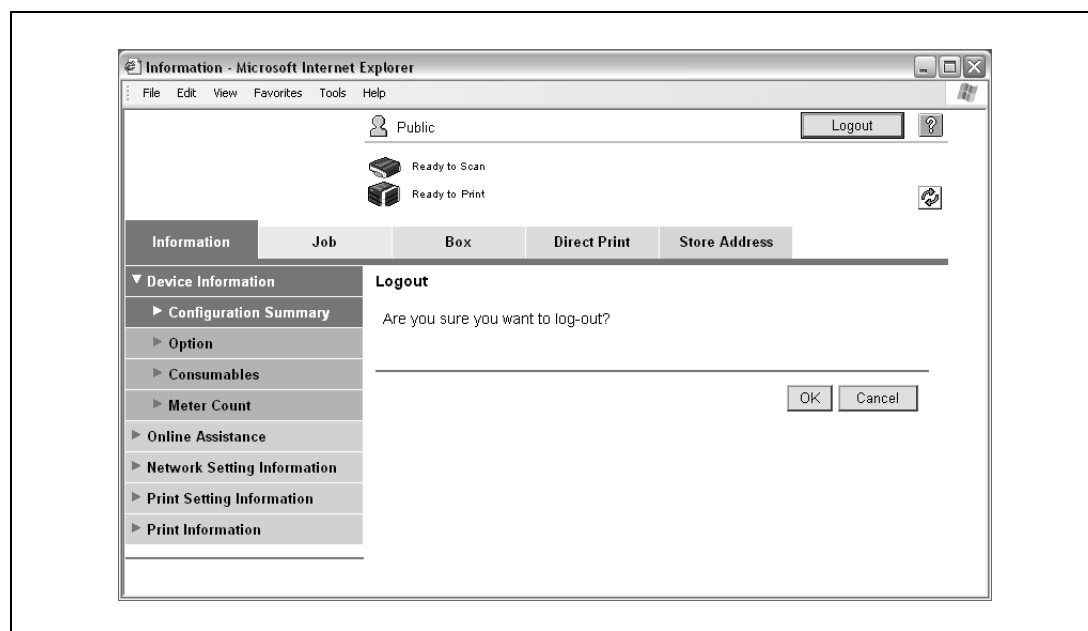 Information - Microsoft Internet Explorer
File Edit View Favorites Tools Help
Public Logout ?
Ready to Scan
Ready to Print
Information Job Box Direct Print Store Address
Device Information
Configuration Summary
Option
Consumables
Meter Count
Online Assistance
Network Setting Information
Print Setting Information
Print Information
Logout
Are you sure you want to log-out?
OK Cancel